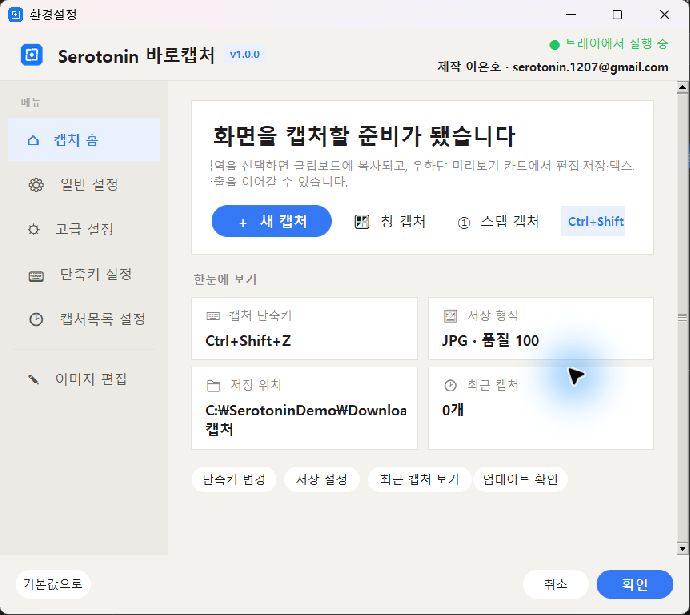 환경설정
Serotonin 바로캡처 v1.0.0
트레이에서 실행 중
제작 이은호 · serotonin.1207@gmail.com
메뉴
캡처 홈
일반 설정
고급 설정
단축키 설정
캡처목록 설정
이미지 편집
화면을 캡처할 준비가 됐습니다
역을 선택하면 클립보드에 복사되고, 우하단 미리보기 카드에서 편집·저장·텍스
출을 이어갈 수 있습니다.
+ 새 캡처
창 캡처
① 스텝 캡처
Ctrl+Shift
한눈에 보기
캡처 단축키
Ctrl+Shift+Z
저장 형식
JPG · 품질 100
저장 위치
C:₩SerotoninDemo₩Downloa
캡처
최근 캡처
0개
단축키 변경
저장 설정
최근 캡처 보기
업데이트 확인
기본값으로
취소
확인